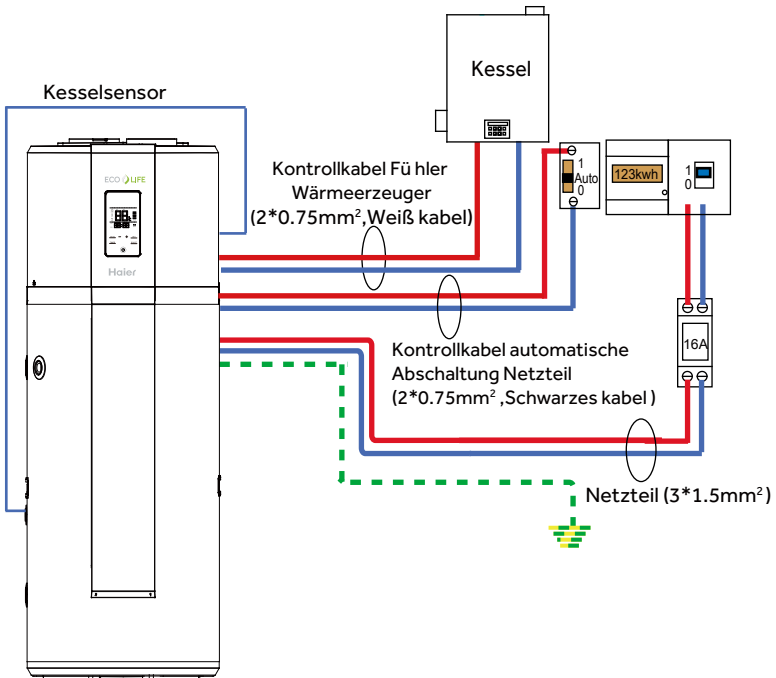 Kessel
Kesselsensor
ECO LIFE
Haier
Kontrollkabel Fü hler
Wärmeerzeuger
(2*0.75mm²,Weiß kabel)
1
Auto
0
123kwh
1
0
16A
Kontrollkabel automatische
Abschaltung Netzteil
(2*0.75mm² ,Schwarzes kabel )
Netzteil (3*1.5mm²)